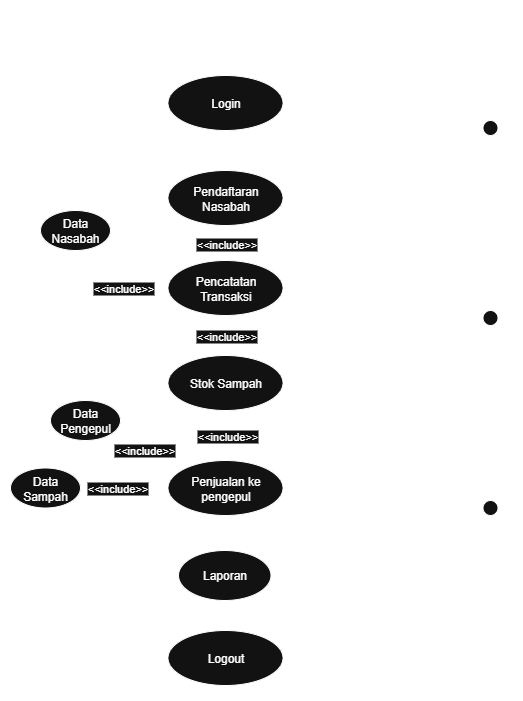 Login
Pendaftaran
Nasabah
Data
Nasabah
<<include>>
Pencatatan
Transaksi
<<include>>
<<include>>
Stok Sampah
Data
Pengepul
<<include>>
<<include>>
Data
Sampah
<<include>>
Penjualan ke
pengepul
Laporan
Logout